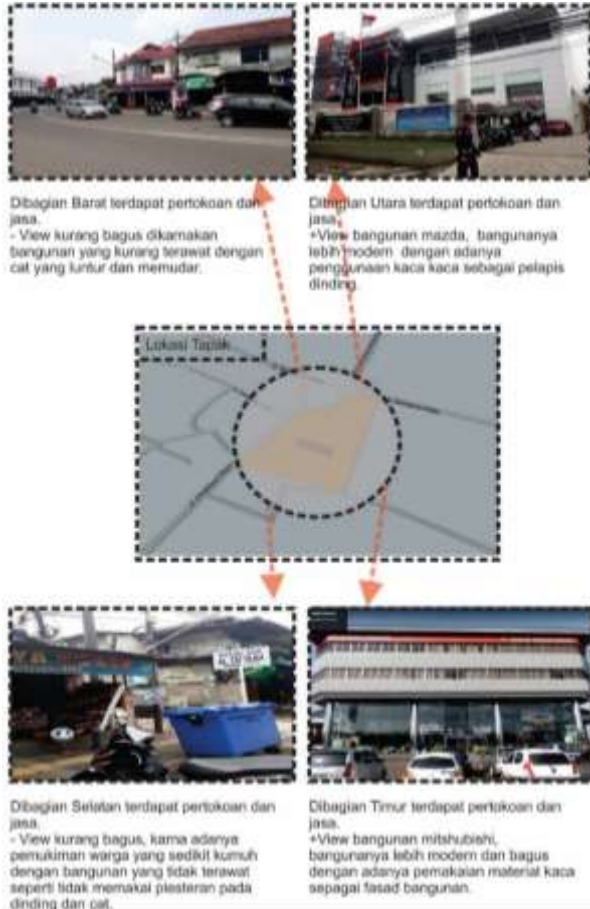 Dibagian Barat terdapat pertokoan dan
jasa.
- View kurang bagus dikarnakan
bangunan yang kurang terawat dengan
cat yang luntur dan memudar.
Dibagian Utara terdapat pertokoan dan
jasa.
+View bangunan mazda, bangunanya
lebih modern dengan adanya
penggunaan kaca kaca sebagai pelapis
dinding.
Lokasi Tapak
Dibagian Selatan terdapat pertokoan dan
jasa.
- View kurang bagus, karna adanya
pemukiman warga yang sedikit kumuh
dengan bangunan yang tidak terawat
seperti tidak memakai plesteran pada
dinding dan cat.
Dibagian Timur terdapat pertokoan dan
jasa.
+View bangunan mitshubishi,
bangunanya lebih modern dan bagus
dengan adanya pemakaian material kaca
sepagai fasad bangunan.